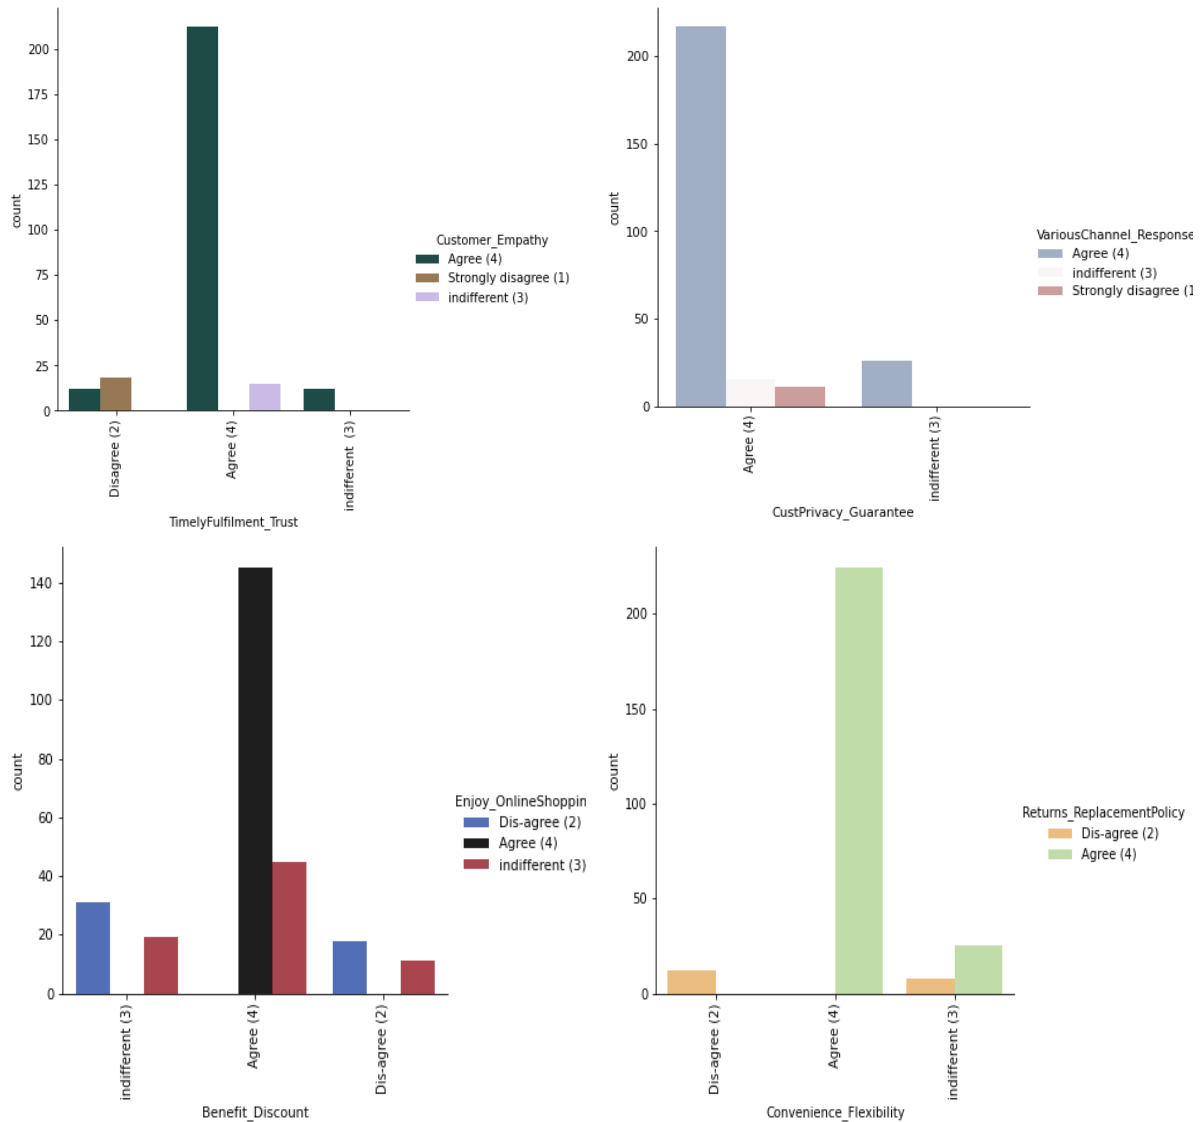 200
175
150
125
100
75
50
25
0
count
Disagree (2)
Agree (4)
indifferent  (3)
TimelyFulfilment_Trust
Customer_Empathy
Agree (4)
Strongly disagree (1)
indifferent (3)
200
150
100
50
0
count
Agree (4)
indifferent (3)
CustPrivacy_Guarantee
VariousChannel_Response
Agree (4)
indifferent (3)
Strongly disagree (1
140
120
100
80
60
40
20
0
count
indifferent (3)
Agree (4)
Dis-agree (2)
Benefit_Discount
Enjoy_OnlineShoppin
Dis-agree (2)
Agree (4)
indifferent (3)
200
150
100
50
0
count
Dis-agree (2)
Agree (4)
indifferent (3)
Convenience_Flexibility
Returns_ReplacementPolicy
Dis-agree (2)
Agree (4)